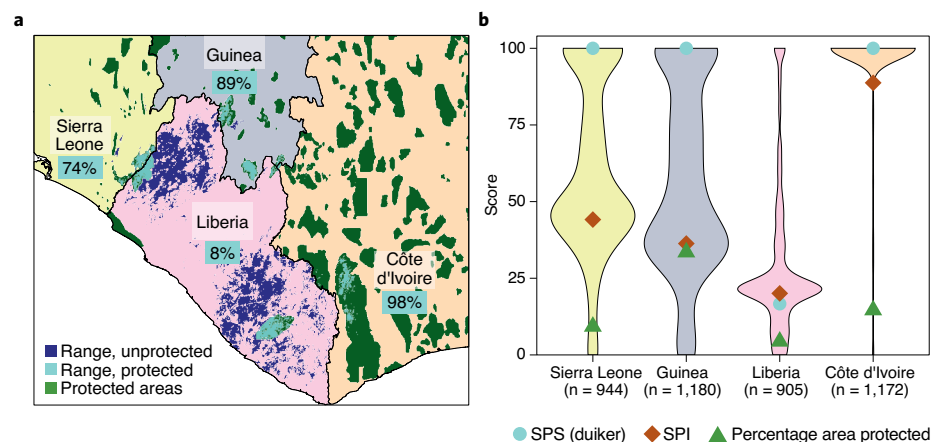 a
Guinea
89%
Sierra
Leone
74%
Liberia
8%
Côte
d'Ivoire
98%
Range, unprotected
Range, protected
Protected areas
b
100
75
50
25
0
Score
Sierra Leone
(n = 944)
Guinea
(n = 1,180)
Liberia
(n = 905)
Côte d'Ivoire
(n = 1,172)
SPS (duiker)
SPI
Percentage area protected